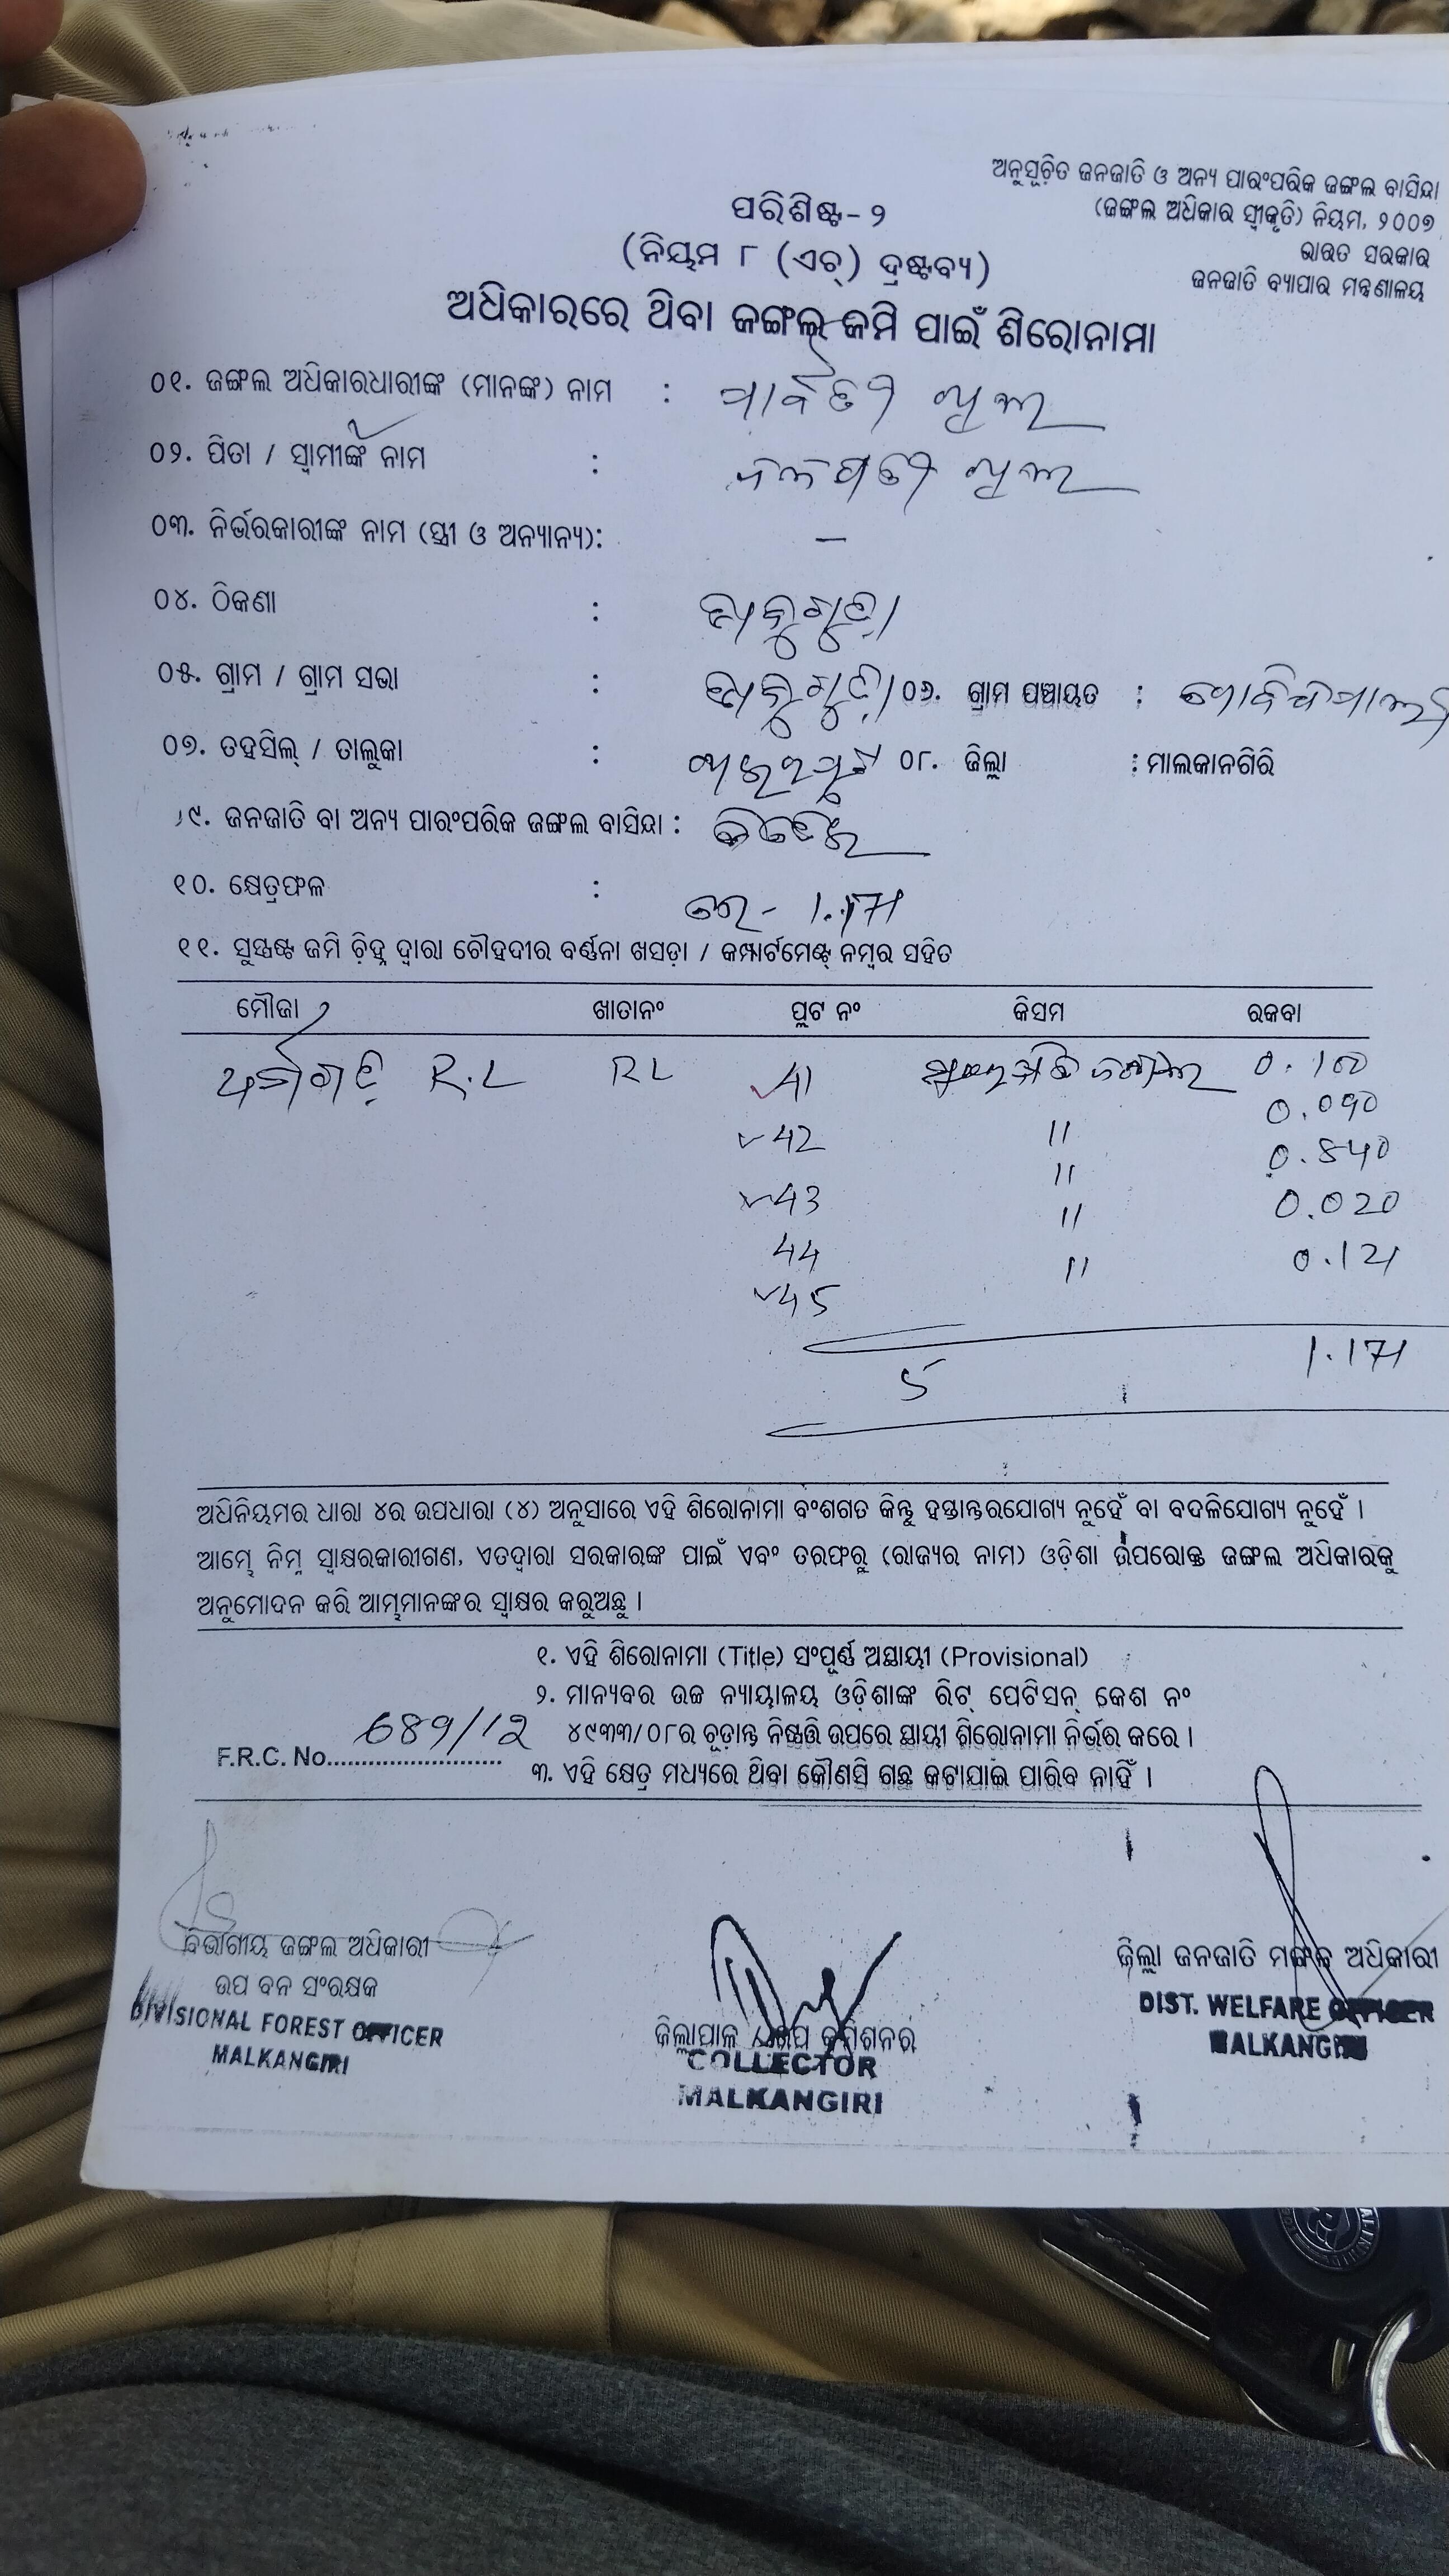 ଅନୁସୂଚିତ ଜନଜାତି ଓ ଅନ୍ୟ ପାରଂପରିକ ଜଙ୍ଗଲ ବାସିନ୍ଦା
(ଜଙ୍ଗଲ ଅଧିକାର ସ୍ୱୀକୃତି) ନିୟମ, ୨୦୦୭
ଭାରତ ସରକାର
ଜନଜାତି ବ୍ୟାପାର ମନ୍ତ୍ରଣାଳୟ
ପରିଶିଷ୍ଟ-୨
(ନିୟମ ୮ (ଏଚ୍) ଦ୍ରଷ୍ଟବ୍ୟ)
ଅଧିକାରରେ ଥିବା ଜଙ୍ଗଲ ଜମି ପାଇଁ ଶିରୋନାମା
୦୧. ଜଙ୍ଗଲ ଅଧିକାରଧାରୀଙ୍କ (ମାନଙ୍କ) ନାମ :
୦୨. ପିତା / ସ୍ୱାମୀଙ୍କ ନାମ :
୦୩. ନିର୍ଭରକାରୀଙ୍କ ନାମ (ସ୍ତ୍ରୀ ଓ ଅନ୍ୟାନ୍ୟ): –
୦୪. ଠିକଣା :
୦୫. ଗ୍ରାମ / ଗ୍ରାମ ସଭା : ୦୬. ଗ୍ରାମ ପଞ୍ଚାୟତ :
୦୭. ତହସିଲ୍ / ତାଲୁକା : ୦୮. ଜିଲ୍ଲା : ମାଲକାନଗିରି
୦୯. ଜନଜାତି ବା ଅନ୍ୟ ପାରଂପରିକ ଜଙ୍ଗଲ ବାସିନ୍ଦା :
୧୦. କ୍ଷେତ୍ରଫଳ : 1.171
୧୧. ସୁସ୍ପଷ୍ଟ ଜମି ଚିହ୍ନ ଦ୍ୱାରା ଚୌହଦୀର ବର୍ଣ୍ଣନା ଖସଡ଼ା / କମ୍ପାର୍ଟମେଣ୍ଟ୍ ନମ୍ବର ସହିତ
ମୌଜା ଖାତାନଂ ପ୍ଲଟ ନଂ କିସମ ରକବା
R.L RL 41 0.100
42 " 0.090
43 " 0.840
44 " 0.020
45 " 0.121
5 1.171
ଅଧିନିୟମର ଧାରା ୪ର ଉପଧାରା (୪) ଅନୁସାରେ ଏହି ଶିରୋନାମା ବଂଶଗତ କିନ୍ତୁ ହସ୍ତାନ୍ତରଯୋଗ୍ୟ ନୁହେଁ ବା ବଦଳିଯୋଗ୍ୟ ନୁହେଁ ।
ଆମ୍ଭେ ନିମ୍ନ ସ୍ୱାକ୍ଷରକାରୀଗଣ, ଏତଦ୍ୱାରା ସରକାରଙ୍କ ପାଇଁ ଏବଂ ତରଫରୁ (ରାଜ୍ୟର ନାମ) ଓଡ଼ିଶା ଉପରୋକ୍ତ ଜଙ୍ଗଲ ଅଧିକାରକୁ
ଅନୁମୋଦନ କରି ଆମ୍ଭମାନଙ୍କର ସ୍ୱାକ୍ଷର କରୁଅଛୁ ।
୧. ଏହି ଶିରୋନାମା (Title) ସଂପୂର୍ଣ୍ଣ ଅସ୍ଥାୟୀ (Provisional)
୨. ମାନ୍ୟବର ଉଚ୍ଚ ନ୍ୟାୟାଳୟ ଓଡ଼ିଶାଙ୍କ ରିଟ୍ ପେଟିସନ୍ କେଶ ନଂ
୪୯୩୩/୦୮ର ଚୂଡ଼ାନ୍ତ ନିଷ୍ପତ୍ତି ଉପରେ ସ୍ଥାୟୀ ଶିରୋନାମା ନିର୍ଭର କରେ ।
F.R.C. No. 689/12
୩. ଏହି କ୍ଷେତ୍ର ମଧ୍ୟରେ ଥିବା କୌଣସି ଗଛ କଟାଯାଇ ପାରିବ ନାହିଁ ।
ବିଭାଗୀୟ ଜଙ୍ଗଲ ଅଧିକାରୀ
ଉପ ବନ ସଂରକ୍ଷକ
DIVISIONAL FOREST OFFICER
MALKANGIRI
ଜିଲ୍ଲାପାଳ / ଉପ କମିଶନର
COLLECTOR
MALKANGIRI
ଜିଲ୍ଲା ଜନଜାତି ମଙ୍ଗଳ ଅଧିକାରୀ
DIST. WELFARE OFFICER
MALKANGIRI